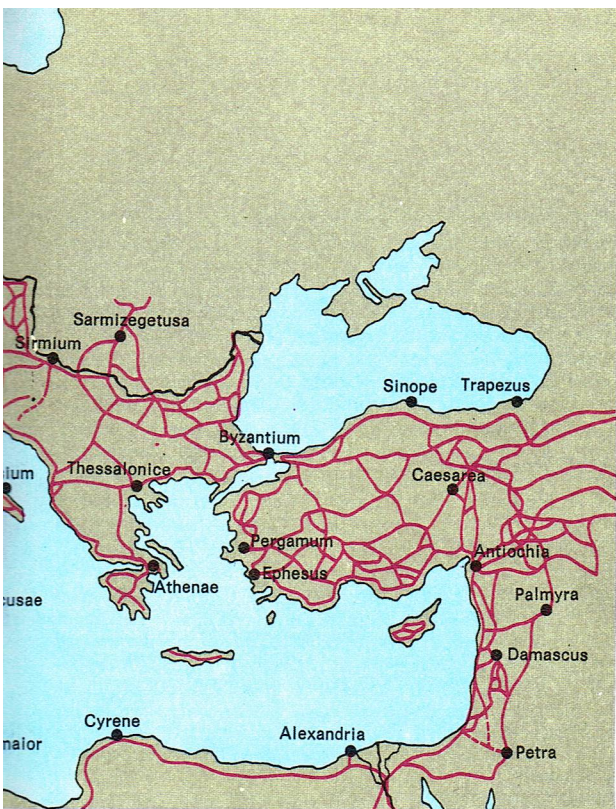 Sarmizegetusa
Sirmium
Sinope
Trapezus
Byzantium
Thessalonice
Caesarea
Pergamum
Antiochia
Ephesus
Athenae
Palmyra
Damascus
Cyrene
Alexandria
Petra